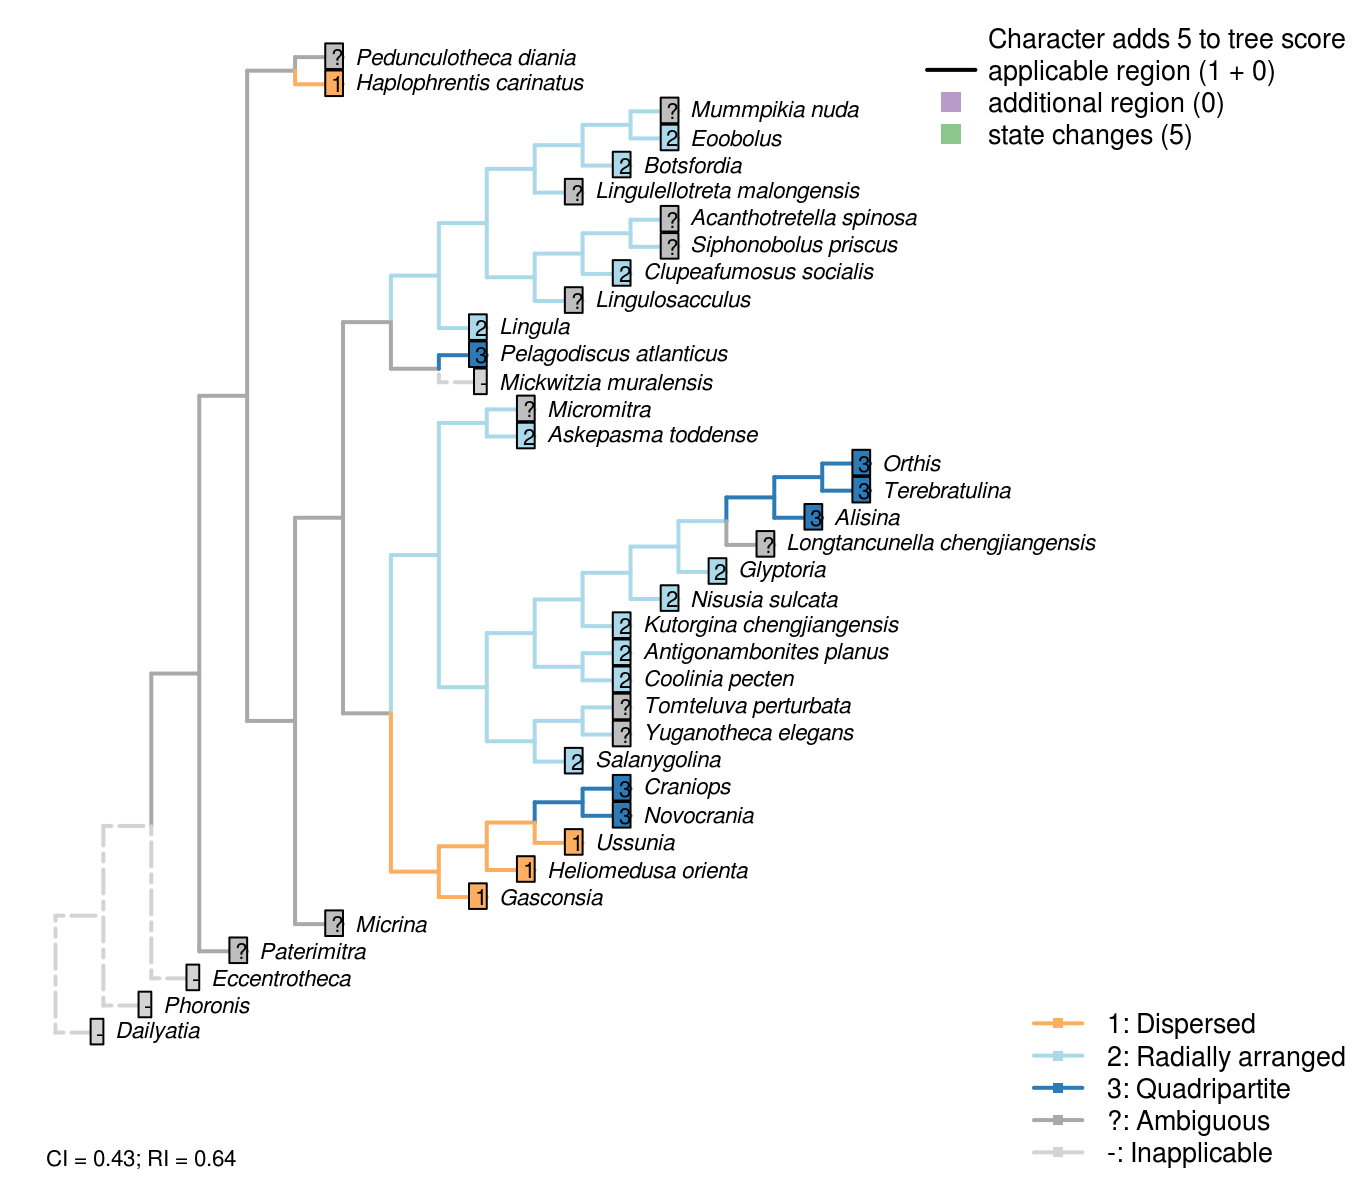 Character adds 5 to tree score
applicable region (1 + 0)
additional region (0)
state changes (5)
? Pedunculotheca diania
1 Haplophrentis carinatus
? Mummpikia nuda
2 Eoobolus
2 Botsfordia
? Lingulellotreta malongensis
? Acanthotretella spinosa
? Siphonobolus priscus
2 Clupeafumosus socialis
? Lingulosacculus
2 Lingula
3 Pelagodiscus atlanticus
- Mickwitzia muralensis
? Micromitra
2 Askepasma toddense
3 Orthis
3 Terebratulina
3 Alisina
? Longtancunella chengjiangensis
2 Glyptoria
2 Nisusia sulcata
2 Kutorgina chengjiangensis
2 Antigonambonites planus
2 Coolinia pecten
? Tomteluva perturbata
? Yuganotheca elegans
2 Salanygolina
3 Craniops
3 Novocrania
1 Ussunia
1 Heliomedusa orienta
1 Gasconsia
? Micrina
? Paterimitra
- Eccentrotheca
- Phoronis
- Dailyatia
1: Dispersed
2: Radially arranged
3: Quadripartite
?: Ambiguous
-: Inapplicable
CI = 0.43; RI = 0.64